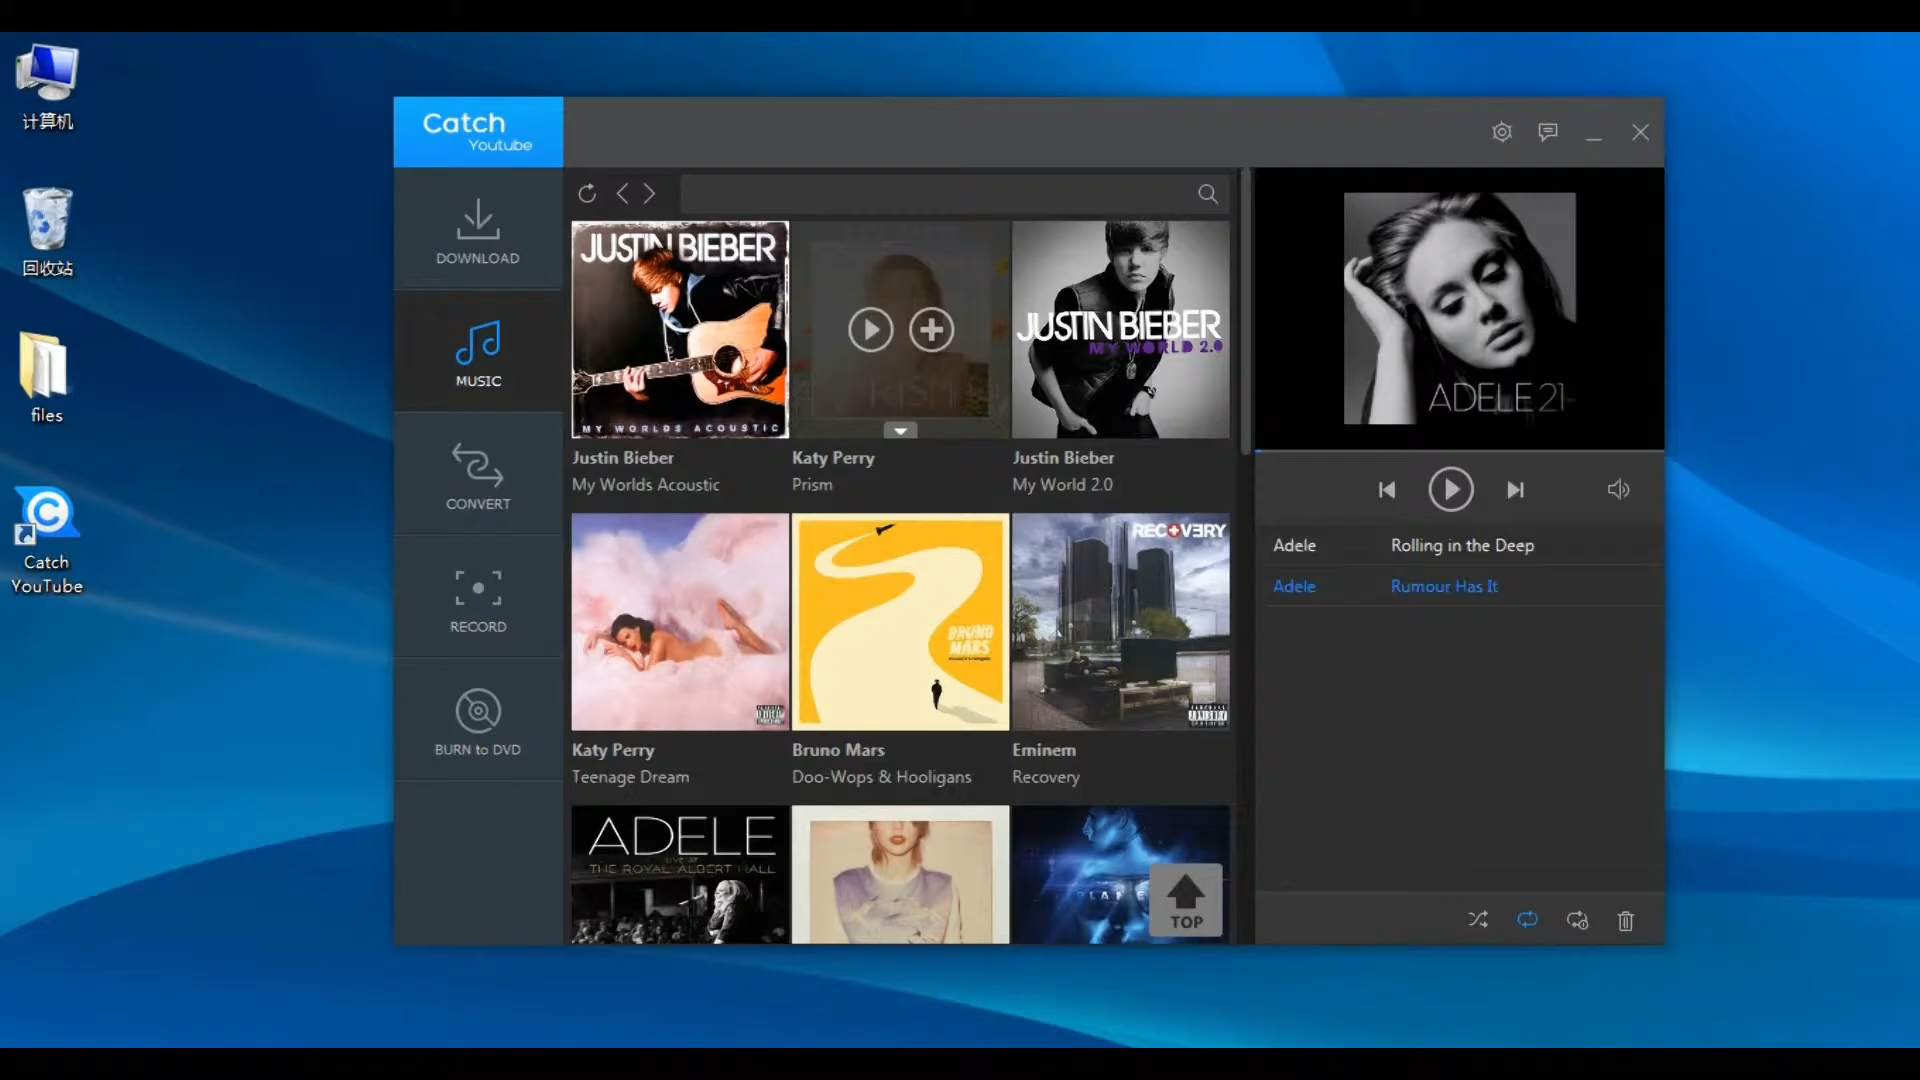 计算机
回收站
files
Catch
YouTube
Catch
Youtube
DOWNLOAD
MUSIC
CONVERT
RECORD
BURN to DVD
JUSTIN BIEBER
MY WORLDS ACOUSTIC
Justin Bieber
My Worlds Acoustic
PRISM
Katy Perry
Prism
JUSTIN BIEBER
MY WORLD 2.0
Justin Bieber
My World 2.0
Katy Perry
Teenage Dream
BRUNO
MARS
Bruno Mars
Doo-Wops & Hooligans
RECOVERY
Eminem
Recovery
ADELE
LIVE AT
THE ROYAL ALBERT HALL
TOP
ADELE 21
Adele Rolling in the Deep
Adele Rumour Has It